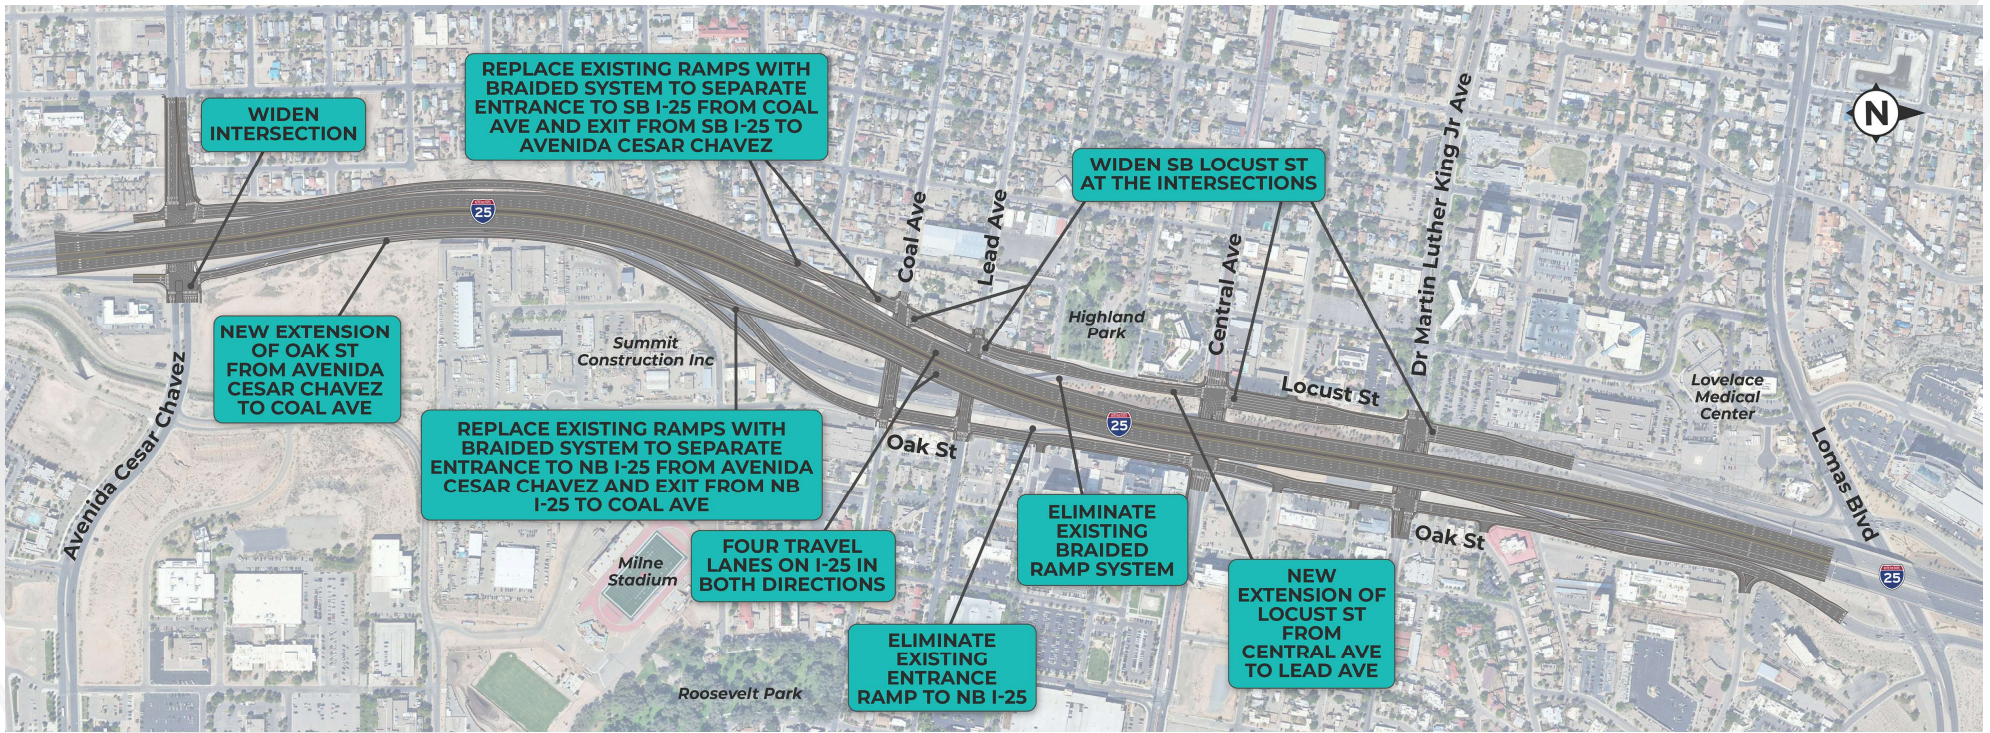 WIDEN
INTERSECTION
REPLACE EXISTING RAMPS WITH
BRAIDED SYSTEM TO SEPARATE
ENTRANCE TO SB I-25 FROM COAL
AVE AND EXIT FROM SB I-25 TO
AVENIDA CESAR CHAVEZ
WIDEN SB LOCUST ST
AT THE INTERSECTIONS
N
25
Coal Ave
Lead Ave
Central Ave
Dr Martin Luther King Jr Ave
Highland
Park
NEW EXTENSION
OF OAK ST
FROM AVENIDA
CESAR CHAVEZ
TO COAL AVE
Summit
Construction Inc
Locust St
Lovelace
Medical
Center
Avenida Cesar Chavez
REPLACE EXISTING RAMPS WITH
BRAIDED SYSTEM TO SEPARATE
ENTRANCE TO NB I-25 FROM AVENIDA
CESAR CHAVEZ AND EXIT FROM NB
I-25 TO COAL AVE
Oak St
25
Lomas Blvd
FOUR TRAVEL
LANES ON I-25 IN
BOTH DIRECTIONS
ELIMINATE
EXISTING
BRAIDED
RAMP SYSTEM
Oak St
25
Milne
Stadium
NEW
EXTENSION OF
LOCUST ST
FROM
CENTRAL AVE
TO LEAD AVE
ELIMINATE
EXISTING
ENTRANCE
RAMP TO NB I-25
Roosevelt Park